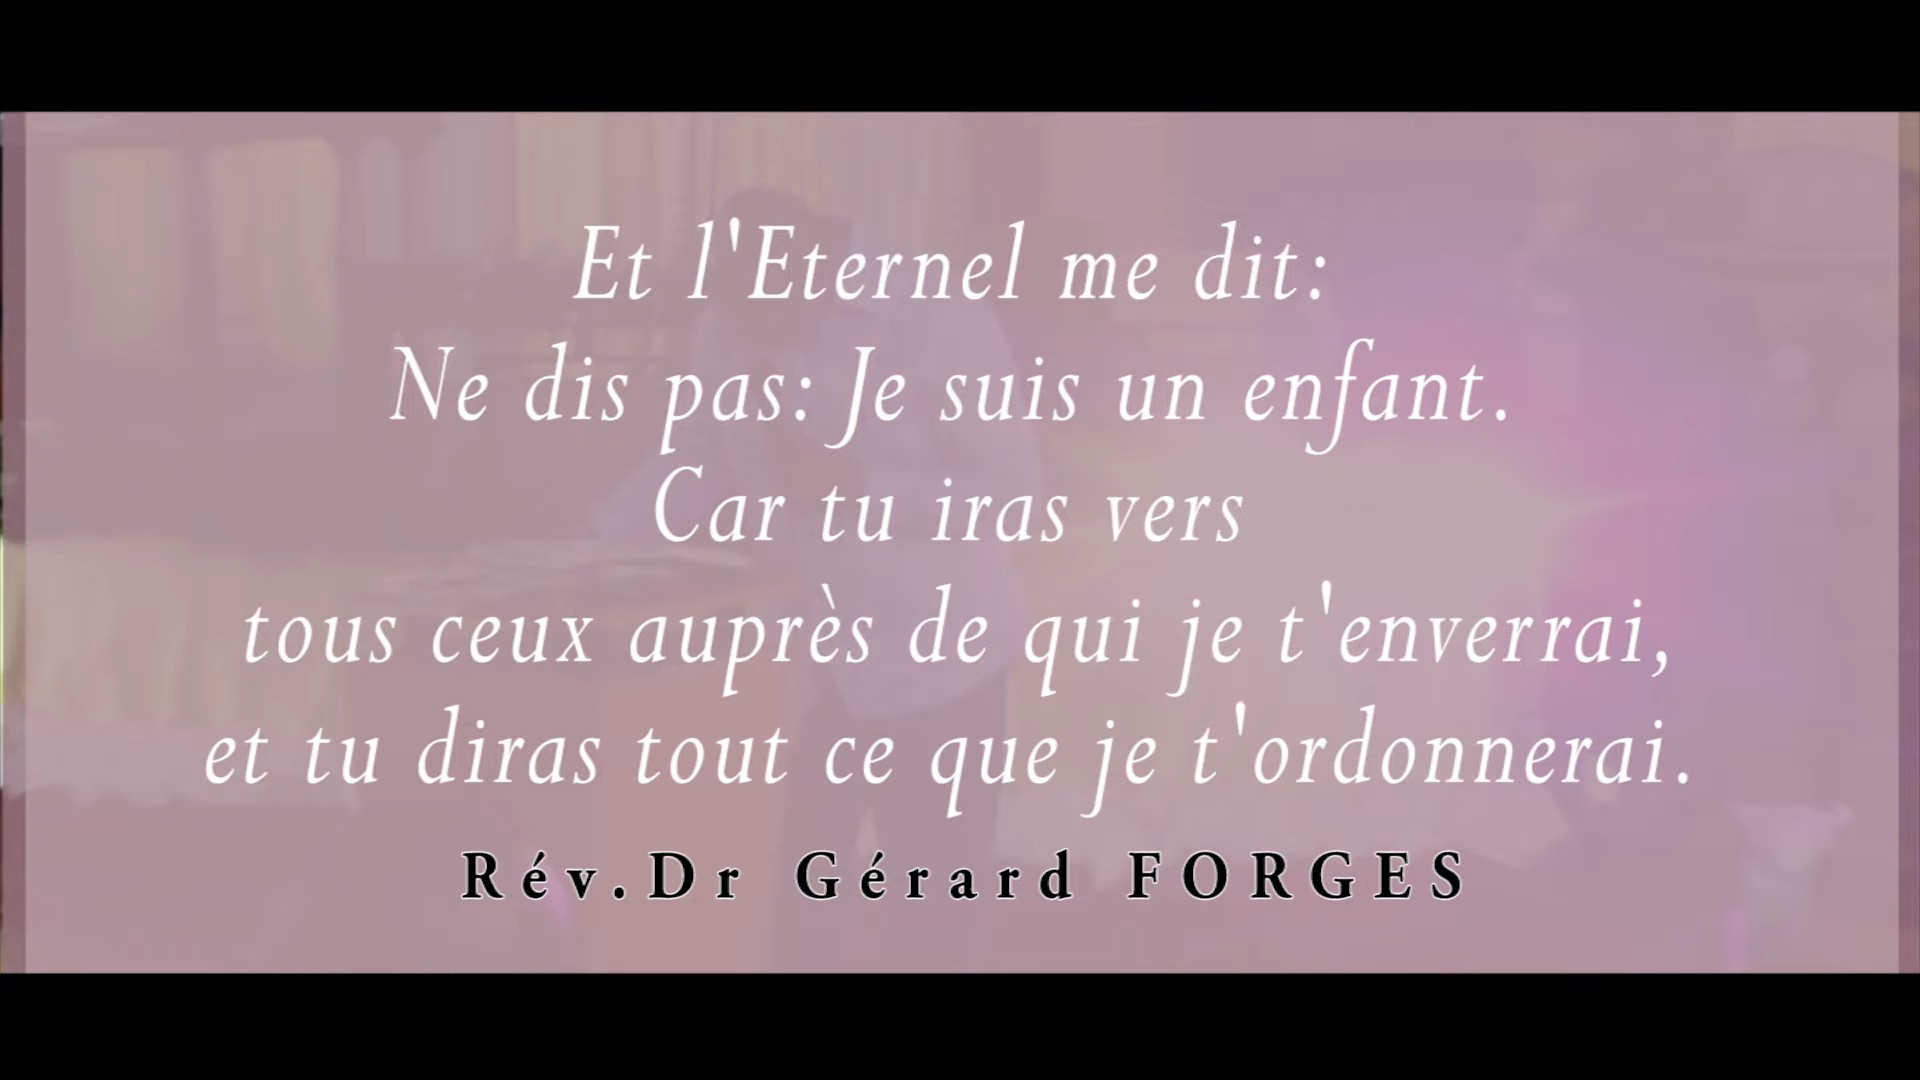 Et l'Eternel me dit:
Ne dis pas: Je suis un enfant.
Car tu iras vers
tous ceux auprès de qui je t'enverrai,
et tu diras tout ce que je t'ordonnerai.
Rév.Dr Gérard FORGES